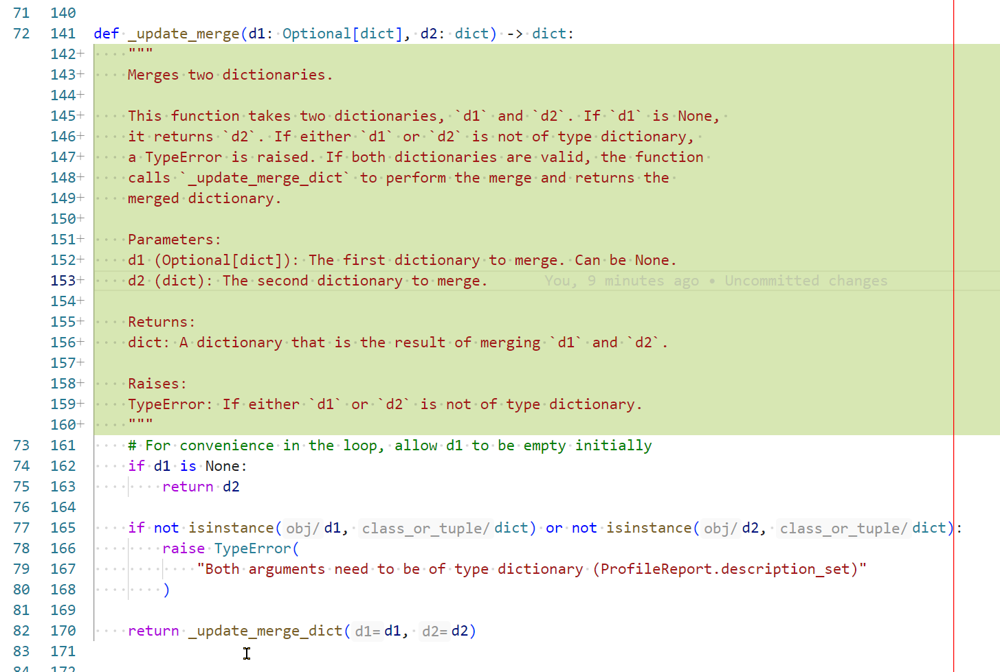 71 140
72 141 def _update_merge(d1: Optional[dict], d2: dict) -> dict:
142+ """
143+ Merges two dictionaries.
144+
145+ This function takes two dictionaries, `d1` and `d2`. If `d1` is None,
146+ it returns `d2`. If either `d1` or `d2` is not of type dictionary,
147+ a TypeError is raised. If both dictionaries are valid, the function
148+ calls `_update_merge_dict` to perform the merge and returns the
149+ merged dictionary.
150+
151+ Parameters:
152+ d1 (Optional[dict]): The first dictionary to merge. Can be None.
153+ d2 (dict): The second dictionary to merge. You, 9 minutes ago • Uncommitted changes
154+
155+ Returns:
156+ dict: A dictionary that is the result of merging `d1` and `d2`.
157+
158+ Raises:
159+ TypeError: If either `d1` or `d2` is not of type dictionary.
160+ """
73 161 # For convenience in the loop, allow d1 to be empty initially
74 162 if d1 is None:
75 163 return d2
76 164
77 165 if not isinstance(obj/d1, class_or_tuple/dict) or not isinstance(obj/d2, class_or_tuple/dict):
78 166 raise TypeError(
79 167 "Both arguments need to be of type dictionary (ProfileReport.description_set)"
80 168 )
81 169
82 170 return _update_merge_dict(d1=d1, d2=d2)
83 171
84 172